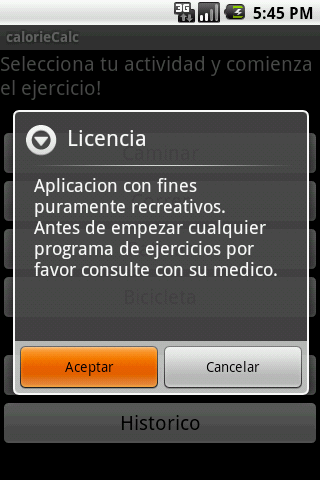 3G
5:45 PM
calorieCalc
Selecciona tu actividad y comienza
el ejercicio!
Caminar
Licencia
Aplicacion con fines
puramente recreativos.
Antes de empezar cualquier
programa de ejercicios por
favor consulte con su medico.
Bicicleta
Aceptar
Cancelar
Historico